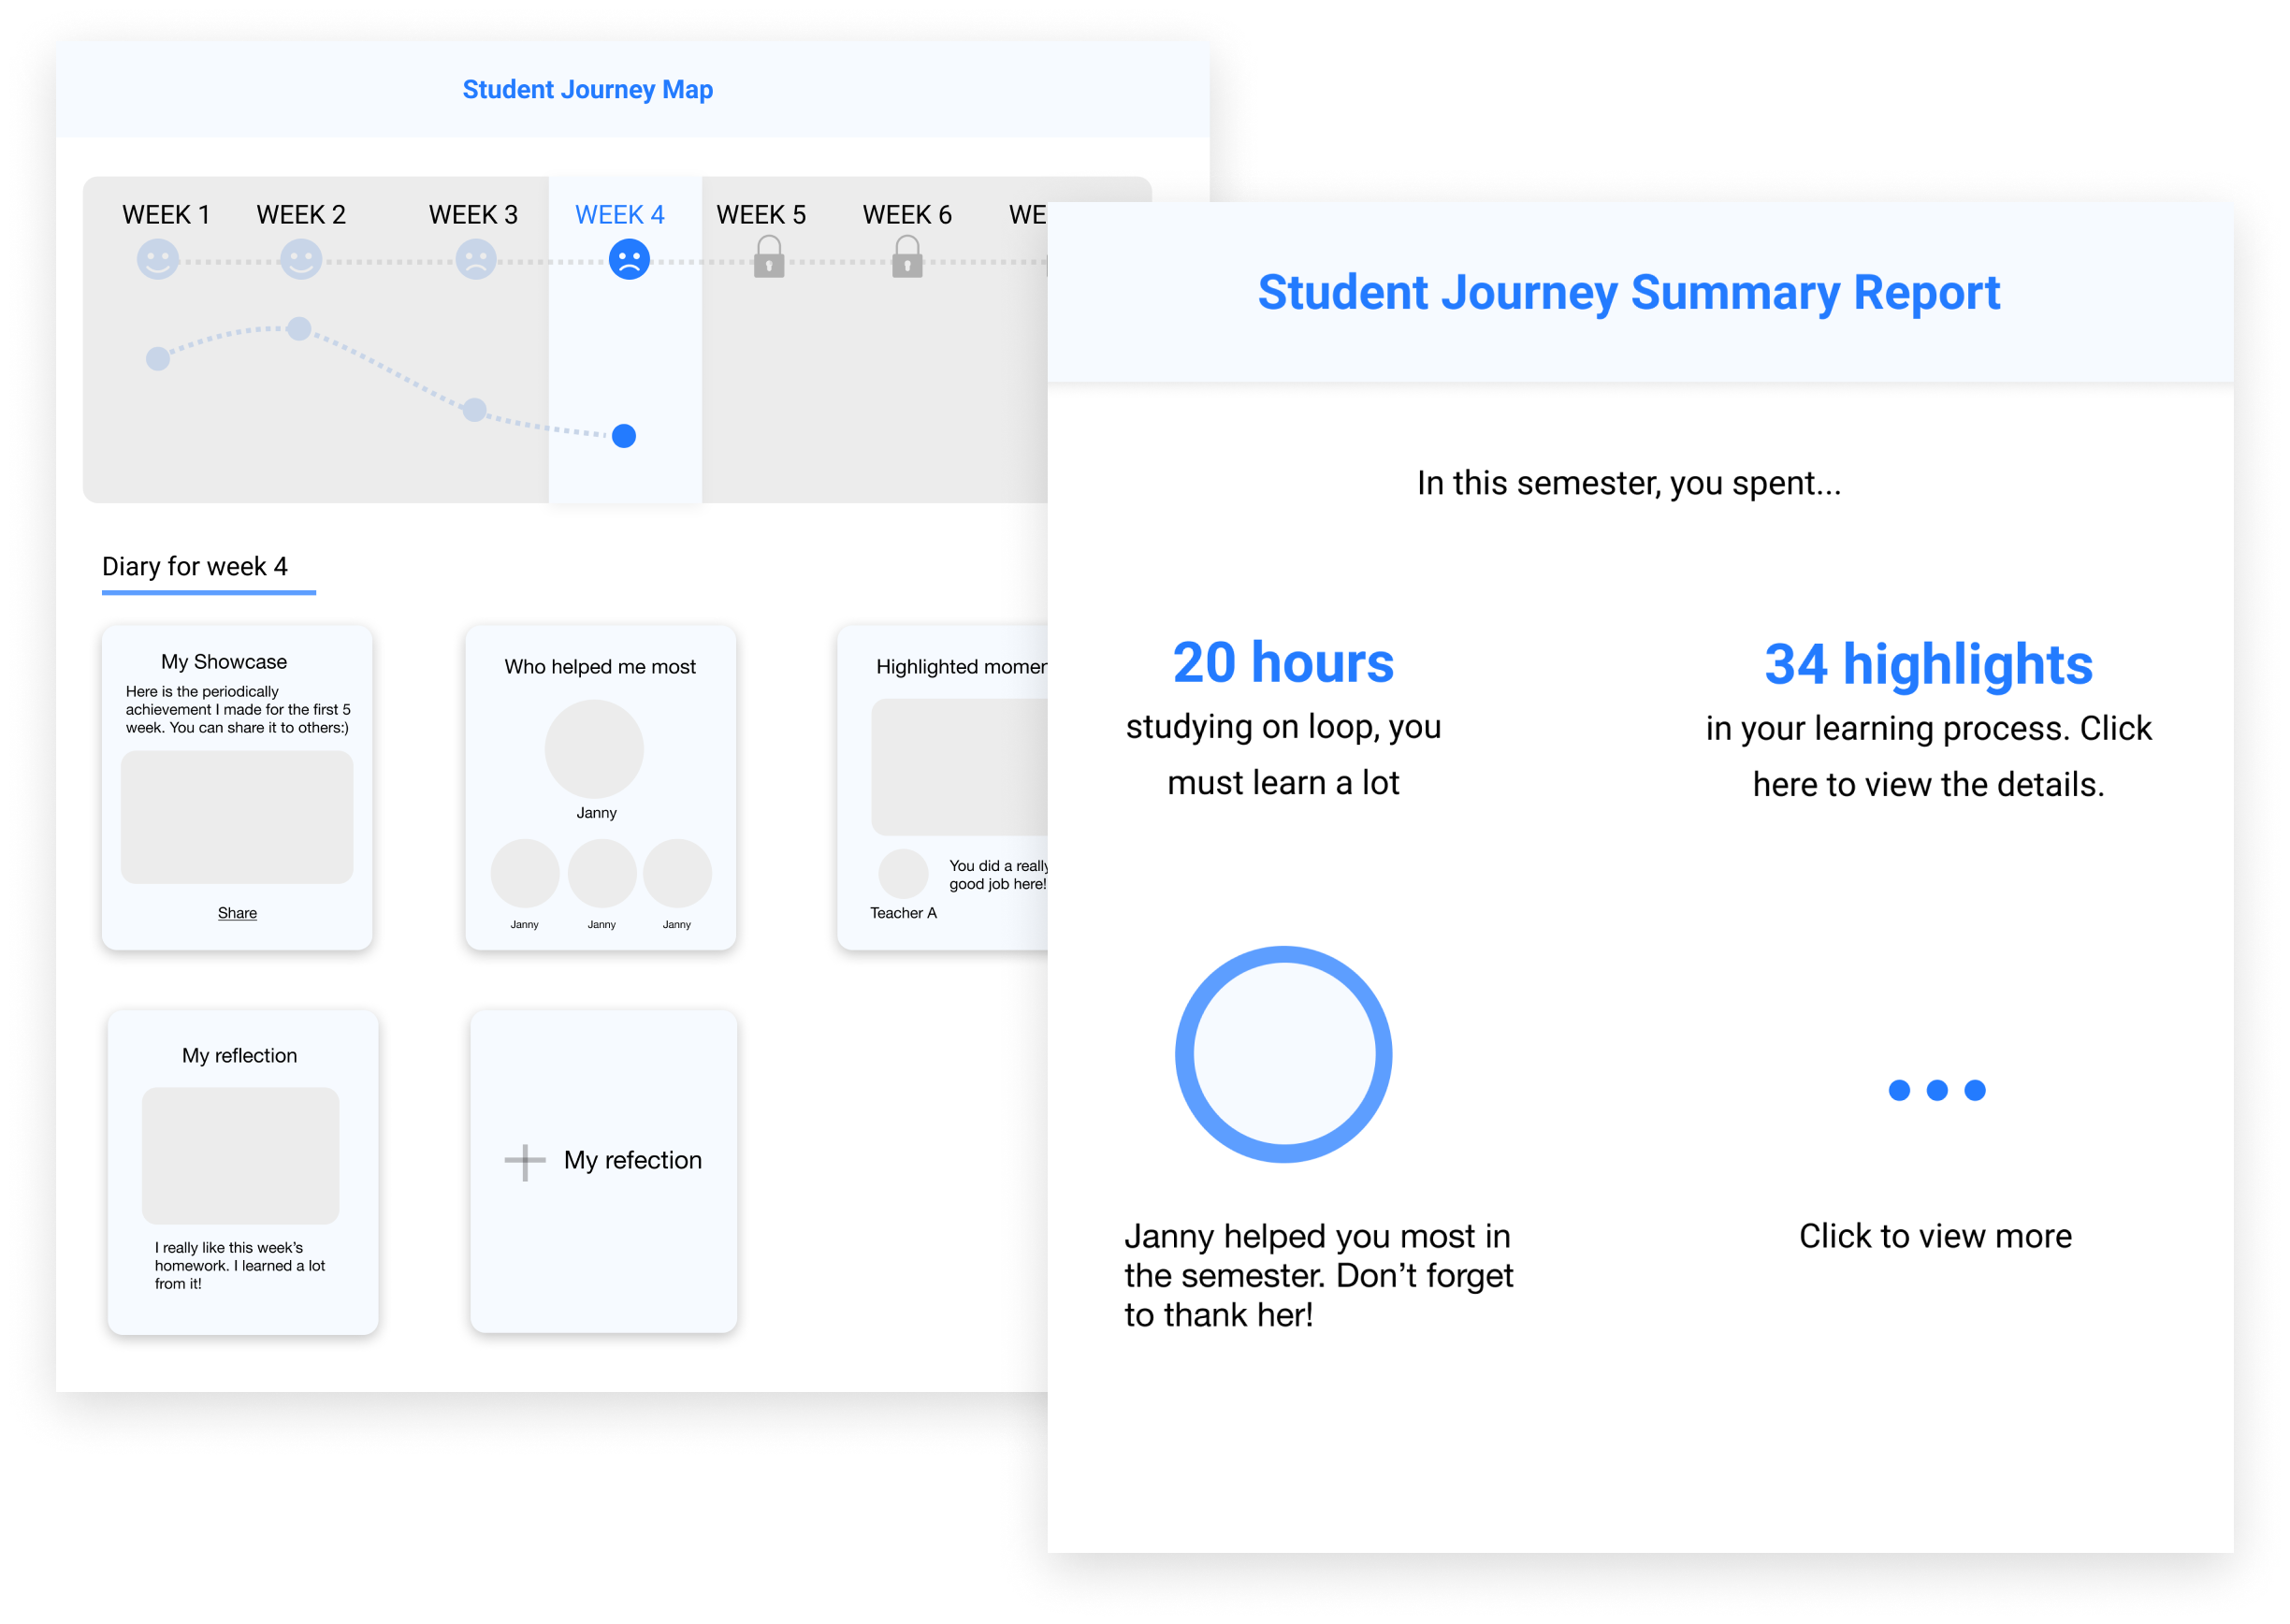 Student Journey Map
WEEK 1
WEEK 2
WEEK 3
WEEK 4
WEEK 5
WEEK 6
Diary for week 4
My Showcase
Here is the periodically
achievement I made for the first 5
week. You can share it to others:)
Share
Who helped me most
Janny
Janny
Janny
Janny
Highlighted
You did a really
good job here!
Teacher A
My reflection
I really like this week’s
homework. I learned a lot
from it!
My refection
Student Journey Summary Report
In this semester, you spent...
20 hours
studying on loop, you
must learn a lot
34 highlights
in your learning process. Click
here to view the details.
Janny helped you most in
the semester. Don’t forget
to thank her!
Click to view more